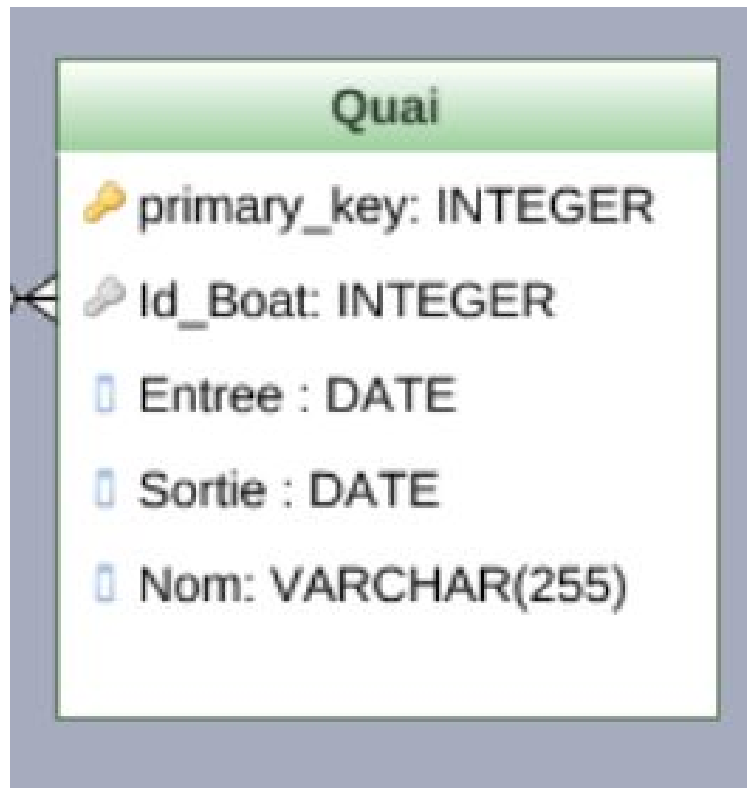 Quai
primary_key: INTEGER
Id_Boat: INTEGER
Entree : DATE
Sortie : DATE
Nom: VARCHAR(255)